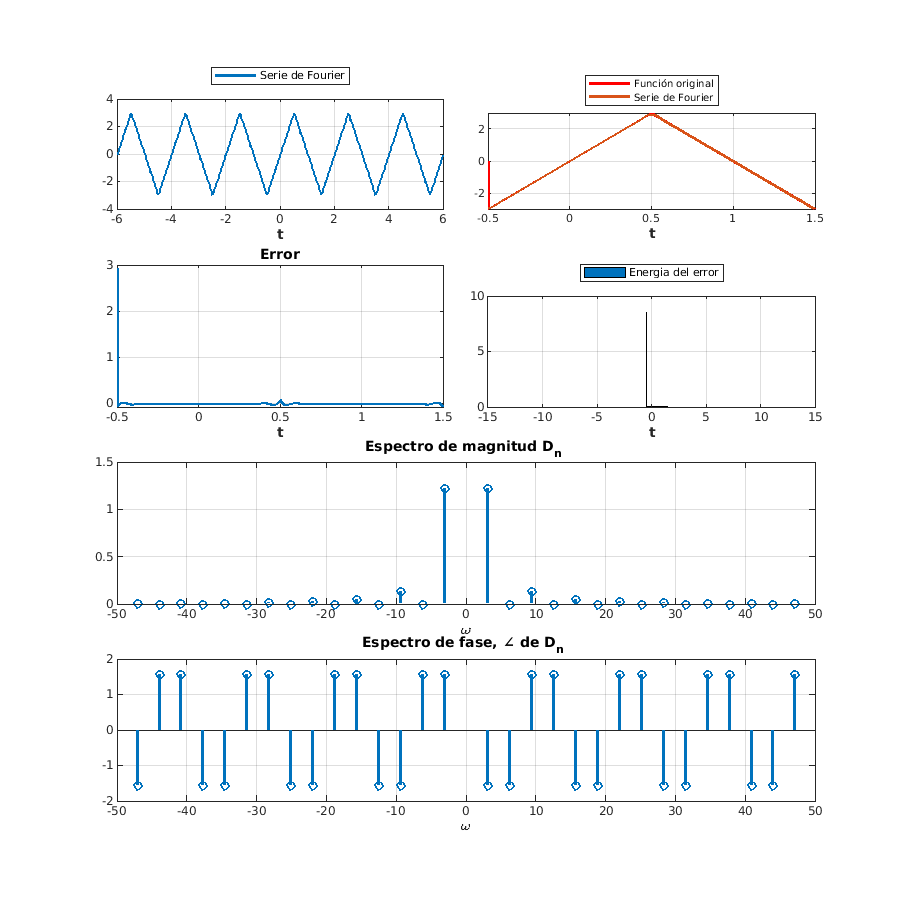 Serie de Fourier
4
2
0
-2
-4
-6 -4 -2 0 2 4 6
t
Función original
Serie de Fourier
2
0
-2
-0.5 0 0.5 1 1.5
t
Error
3
2
1
0
-0.5 0 0.5 1 1.5
t
Energia del error
10
5
0
-15 -10 -5 0 5 10 15
t
Espectro de magnitud Dn
1.5
1
0.5
0
-50 -40 -30 -20 -10 0 10 20 30 40 50
ω
Espectro de fase, ∠ de Dn
2
1
0
-1
-2
-50 -40 -30 -20 -10 0 10 20 30 40 50
ω